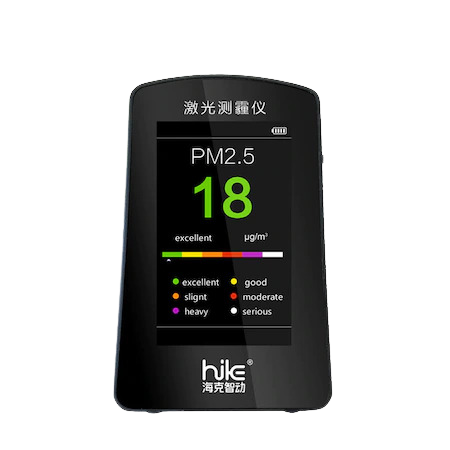 激光测霾仪
PM2.5
18
excellent μg/m³
excellent good
slignt moderate
heavy serious
hike®
海克智动